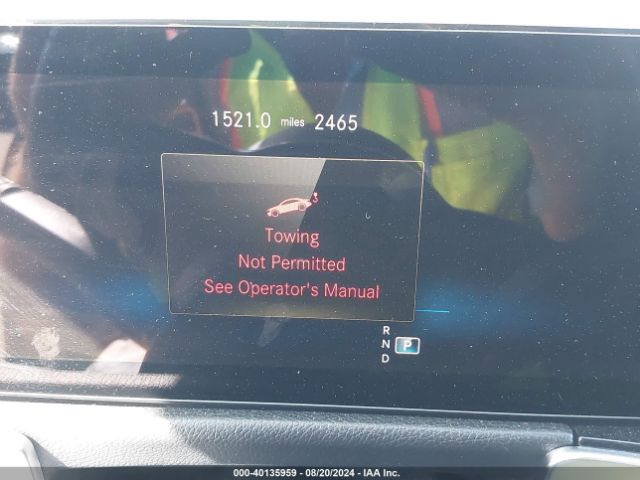 1521.0 miles 2465
Towing
Not Permitted
See Operator's Manual
R
N P
D
000-40135959 - 08/20/2024 - IAA Inc.